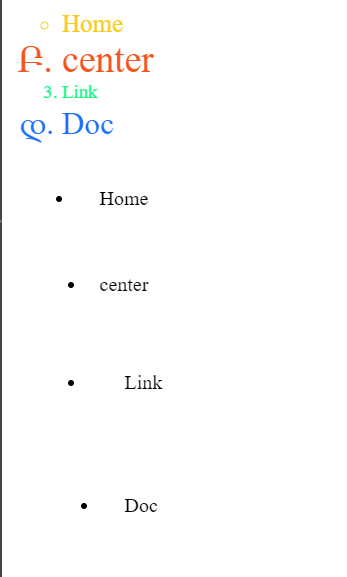 Home
Բ. center
3. Link
დ. Doc
Home
center
Link
Doc